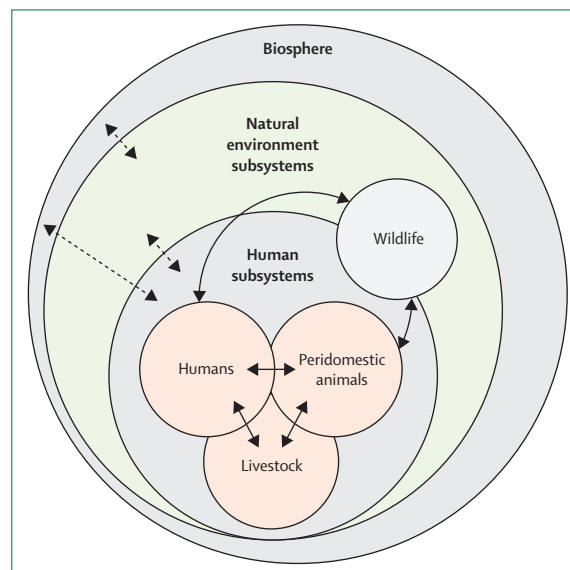 Biosphere
Natural
environment
subsystems
Wildlife
Human
subsystems
Humans
Peridomestic
animals
Livestock